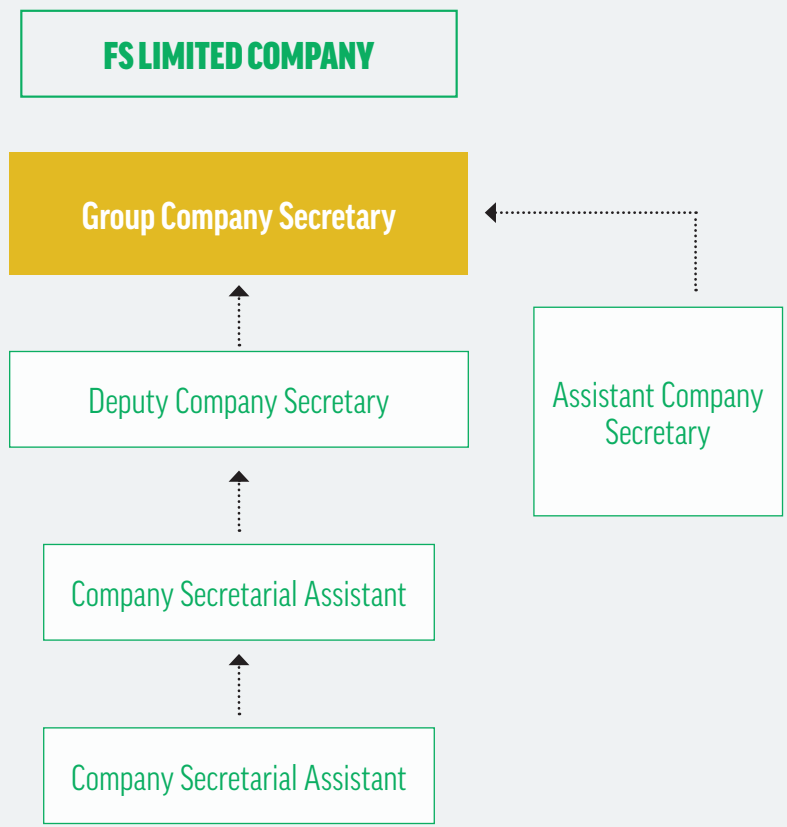 FS LIMITED COMPANY
Group Company Secretary
Deputy Company Secretary
Assistant Company
Secretary
Company Secretarial Assistant
Company Secretarial Assistant